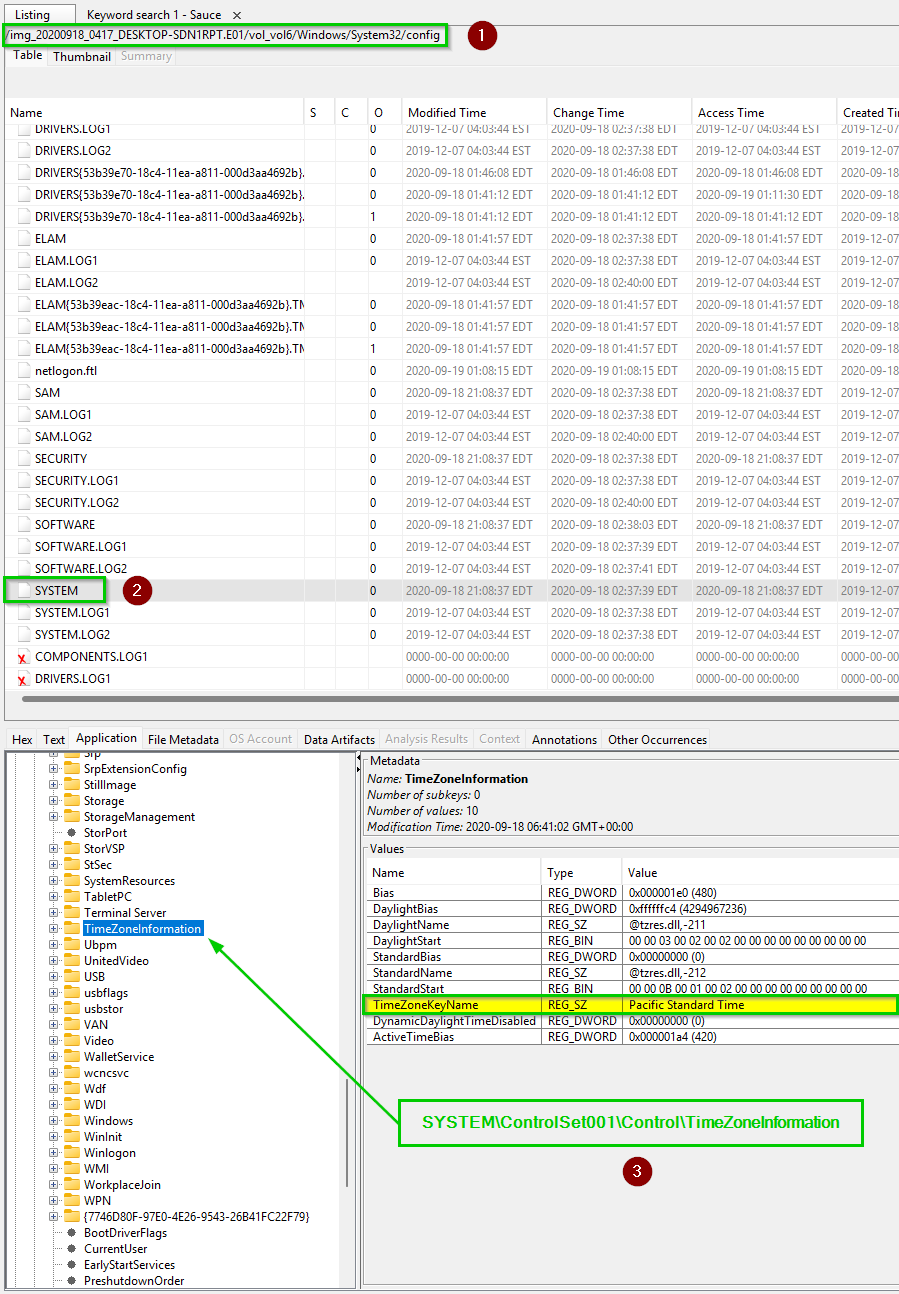 Listing Keyword search 1 - Sauce ×
/img_20200918_0417_DESKTOP-SDN1RPT.E01/vol_vol6/Windows/System32/config 1
Table Thumbnail Summary
Name S C O Modified Time Change Time Access Time Created Ti
DRIVERS.LOG1 0 2019-12-07 04:03:44 EST 2020-09-18 02:37:38 EDT 2019-12-07 04:03:44 EST 2019-12-07
DRIVERS.LOG2 0 2019-12-07 04:03:44 EST 2020-09-18 02:37:38 EDT 2019-12-07 04:03:44 EST 2019-12-07
DRIVERS{53b39e70-18c4-11ea-a811-000d3aa4692b}. 0 2020-09-18 01:46:08 EDT 2020-09-18 01:46:08 EDT 2020-09-18 01:46:08 EDT 2020-09-18
DRIVERS{53b39e70-18c4-11ea-a811-000d3aa4692b}. 0 2020-09-18 01:41:12 EDT 2020-09-18 01:41:12 EDT 2020-09-19 01:11:30 EDT 2020-09-18
DRIVERS{53b39e70-18c4-11ea-a811-000d3aa4692b}. 1 2020-09-18 01:41:12 EDT 2020-09-18 01:41:12 EDT 2020-09-18 01:41:12 EDT 2020-09-18
ELAM 0 2020-09-18 01:41:57 EDT 2020-09-18 02:37:38 EDT 2020-09-18 01:41:57 EDT 2019-12-07
ELAM.LOG1 0 2019-12-07 04:03:44 EST 2020-09-18 02:37:38 EDT 2019-12-07 04:03:44 EST 2019-12-07
ELAM.LOG2 2019-12-07 04:03:44 EST 2020-09-18 02:40:00 EDT 2019-12-07 04:03:44 EST 2019-12-07
ELAM{53b39eac-18c4-11ea-a811-000d3aa4692b}.TM 0 2020-09-18 01:41:57 EDT 2020-09-18 01:41:57 EDT 2020-09-18 01:41:57 EDT 2020-09-18
ELAM{53b39eac-18c4-11ea-a811-000d3aa4692b}.TM 0 2020-09-18 01:41:57 EDT 2020-09-18 01:41:57 EDT 2020-09-18 01:41:57 EDT 2020-09-18
ELAM{53b39eac-18c4-11ea-a811-000d3aa4692b}.TM 1 2020-09-18 01:41:57 EDT 2020-09-18 01:41:57 EDT 2020-09-18 01:41:57 EDT 2020-09-18
netlogon.ftl 0 2020-09-19 01:08:15 EDT 2020-09-19 01:08:15 EDT 2020-09-19 01:08:15 EDT 2020-09-18
SAM 0 2020-09-18 21:08:37 EDT 2020-09-18 02:37:38 EDT 2020-09-18 21:08:37 EDT 2019-12-07
SAM.LOG1 0 2019-12-07 04:03:44 EST 2020-09-18 02:37:38 EDT 2019-12-07 04:03:44 EST 2019-12-07
SAM.LOG2 0 2019-12-07 04:03:44 EST 2020-09-18 02:40:00 EDT 2019-12-07 04:03:44 EST 2019-12-07
SECURITY 0 2020-09-18 21:08:37 EDT 2020-09-18 02:37:38 EDT 2020-09-18 21:08:37 EDT 2019-12-07
SECURITY.LOG1 0 2019-12-07 04:03:44 EST 2020-09-18 02:37:38 EDT 2019-12-07 04:03:44 EST 2019-12-07
SECURITY.LOG2 0 2019-12-07 04:03:44 EST 2020-09-18 02:40:00 EDT 2019-12-07 04:03:44 EST 2019-12-07
SOFTWARE 0 2020-09-18 21:08:37 EDT 2020-09-18 02:38:03 EDT 2020-09-18 21:08:37 EDT 2019-12-07
SOFTWARE.LOG1 0 2019-12-07 04:03:44 EST 2020-09-18 02:37:39 EDT 2019-12-07 04:03:44 EST 2019-12-07
SOFTWARE.LOG2 0 2019-12-07 04:03:44 EST 2020-09-18 02:37:41 EDT 2019-12-07 04:03:44 EST 2019-12-07
SYSTEM 2 0 2020-09-18 21:08:37 EDT 2020-09-18 02:37:39 EDT 2020-09-18 21:08:37 EDT 2019-12-07
SYSTEM.LOG1 0 2019-12-07 04:03:44 EST 2020-09-18 02:37:38 EDT 2019-12-07 04:03:44 EST 2019-12-07
SYSTEM.LOG2 0 2019-12-07 04:03:44 EST 2020-09-18 02:37:38 EDT 2019-12-07 04:03:44 EST 2019-12-07
COMPONENTS.LOG1 0000-00-00 00:00:00 0000-00-00 00:00:00 0000-00-00 00:00:00 0000-00-00
DRIVERS.LOG1 0000-00-00 00:00:00 0000-00-00 00:00:00 0000-00-00 00:00:00 0000-00-00
Hex Text Application File Metadata OS Account Data Artifacts Analysis Results Context Annotations Other Occurrences
Srp
SrpExtensionConfig
StillImage
Storage
StorageManagement
StorPort
StorVSP
StSec
SystemResources
TabletPC
Terminal Server
TimeZoneInformation
Ubpm
UnitedVideo
USB
usbflags
usbstor
VAN
Video
WalletService
wcncsvc
Wdf
WDI
Windows
WinInit
Winlogon
WMI
WorkplaceJoin
WPN
{7746D80F-97E0-4E26-9543-26B41FC22F79}
BootDriverFlags
CurrentUser
EarlyStartServices
PreshutdownOrder
Metadata
Name: TimeZoneInformation
Number of subkeys: 0
Number of values: 10
Modification Time: 2020-09-18 06:41:02 GMT+00:00
Values
Name Type Value
Bias REG_DWORD 0x000001e0 (480)
DaylightBias REG_DWORD 0xffffffc4 (4294967236)
DaylightName REG_SZ @tzres.dll,-211
DaylightStart REG_BIN 00 00 03 00 02 00 02 00 00 00 00 00 00 00 00 00
StandardBias REG_DWORD 0x00000000 (0)
StandardName REG_SZ @tzres.dll,-212
StandardStart REG_BIN 00 00 0B 00 01 00 02 00 00 00 00 00 00 00 00 00
TimeZoneKeyName REG_SZ Pacific Standard Time
DynamicDaylightTimeDisabled REG_DWORD 0x00000000 (0)
ActiveTimeBias REG_DWORD 0x000001a4 (420)
SYSTEM\ControlSet001\Control\TimeZoneInformation
3